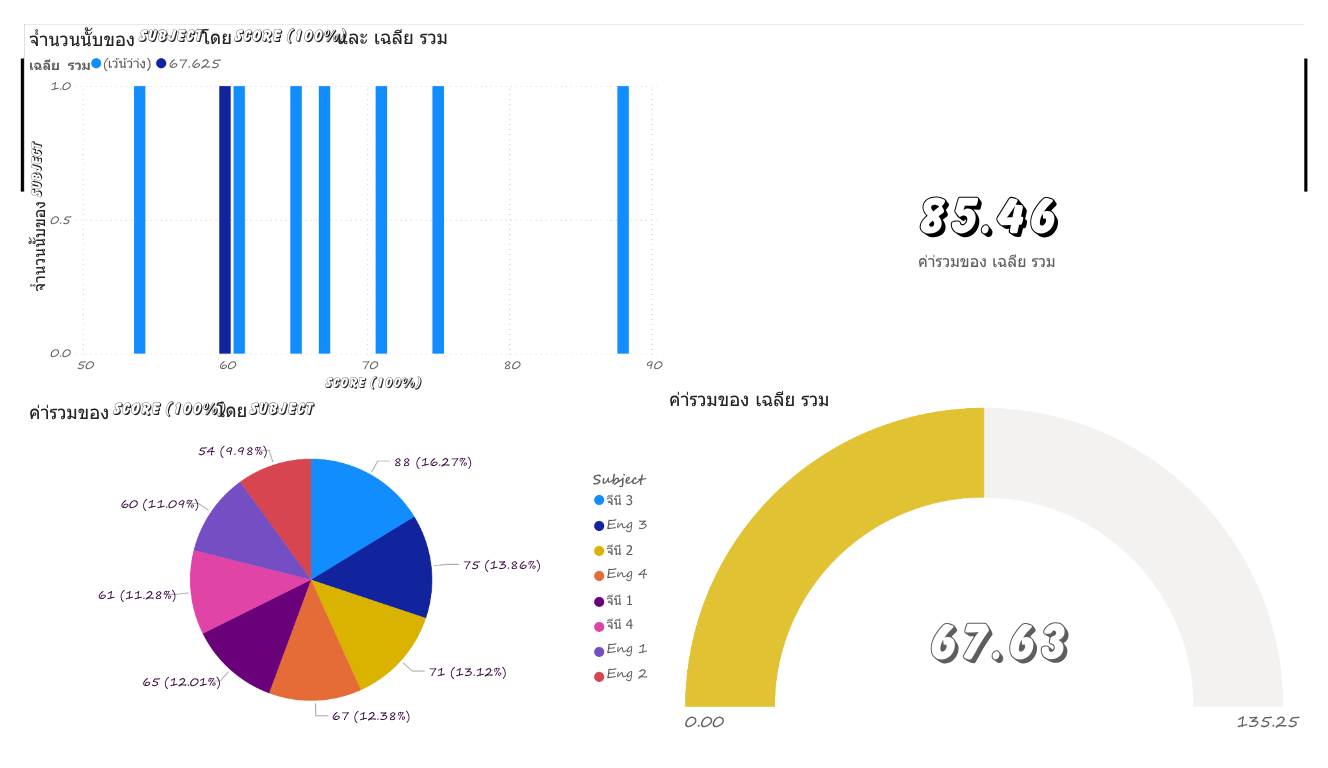 จำนวนนับของ SUBJECT โดย SCORE (100%) และ เฉลี่ย รวม
เฉลี่ย รวม (เว้นว่าง) 67.625
1.0
0.5
0.0
จำนวนนับของ SUBJECT
50 60 70 80 90
SCORE (100%)
85.46
ค่ารวมของ เฉลี่ย รวม
ค่ารวมของ SCORE (100%) โดย SUBJECT
54 (9.98%)
88 (16.27%)
60 (11.09%)
75 (13.86%)
61 (11.28%)
71 (13.12%)
65 (12.01%)
67 (12.38%)
Subject
จีนี 3
Eng 3
จีนี 2
Eng 4
จีนี 1
จีนี 4
Eng 1
Eng 2
ค่ารวมของ เฉลี่ย รวม
67.63
0.00
135.25